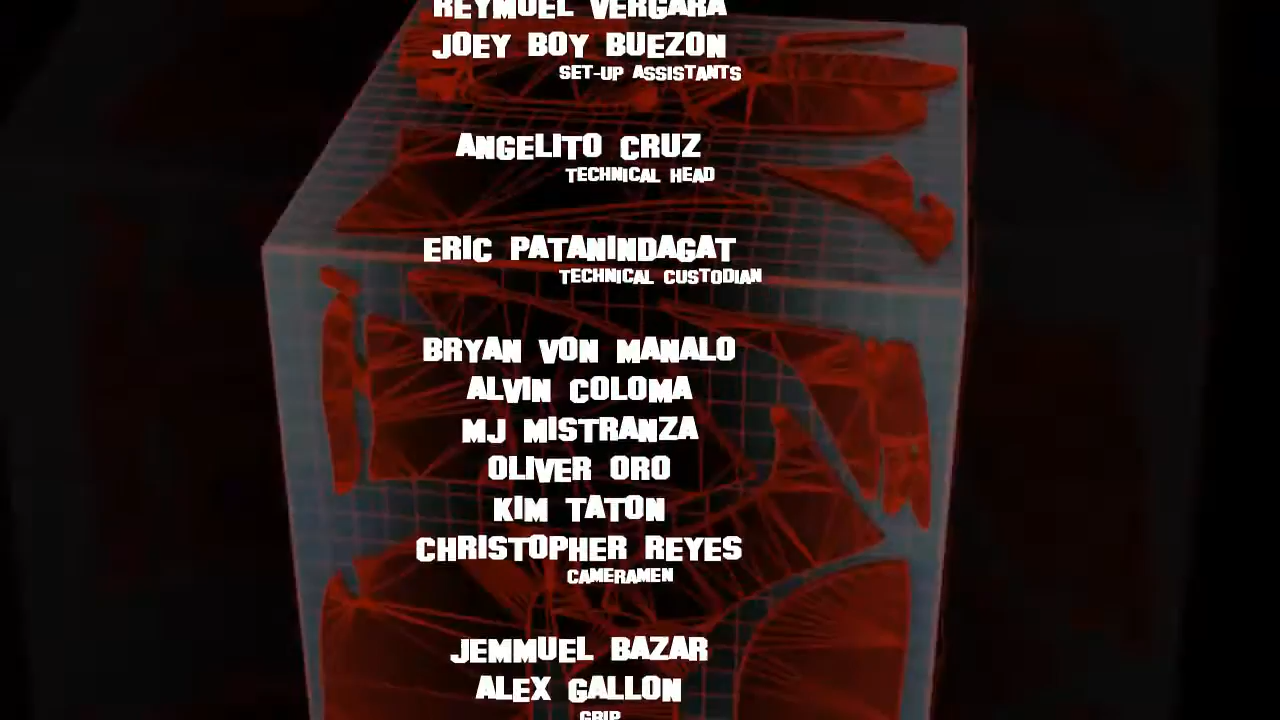 REYMUEL VERGARA
JOEY BOY BUEZON
SET-UP ASSISTANTS
ANGELITO CRUZ
TECHNICAL HEAD
ERIC PATANINDAGAT
TECHNICAL CUSTODIAN
BRYAN VON MANALO
ALVIN COLOMA
MJ MISTRANZA
OLIVER ORO
KIM TATON
CHRISTOPHER REYES
CAMERAMEN
JEMMUEL BAZAR
ALEX GALLON
GRIP